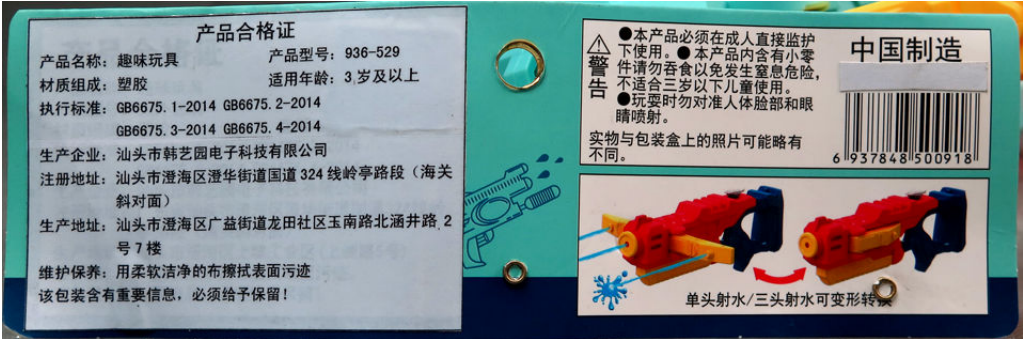 产品合格证
产品名称：趣味玩具 产品型号：936-529
材质组成：塑胶 适用年龄：3岁及以上
执行标准：GB6675.1-2014 GB6675.2-2014
GB6675.3-2014 GB6675.4-2014
生产企业：汕头市韩艺园电子科技有限公司
注册地址：汕头市澄海区澄华街道国道324线岭亭路段（海关
斜对面）
生产地址：汕头市澄海区广益街道龙田社区玉南路北涵井路.2
号7楼
维护保养：用柔软洁净的布擦拭表面污迹
该包装含有重要信息，必须给予保留！
警告
●本产品必须在成人直接监护
下使用。●本产品内含有小零
件请勿吞食以免发生窒息危险，
不适合三岁以下儿童使用。
●玩耍时勿对准人体脸部和眼
睛喷射。
实物与包装盒上的照片可能略有
不同。
中国制造
6 937848 500918
单头射水/三头射水可变形转换